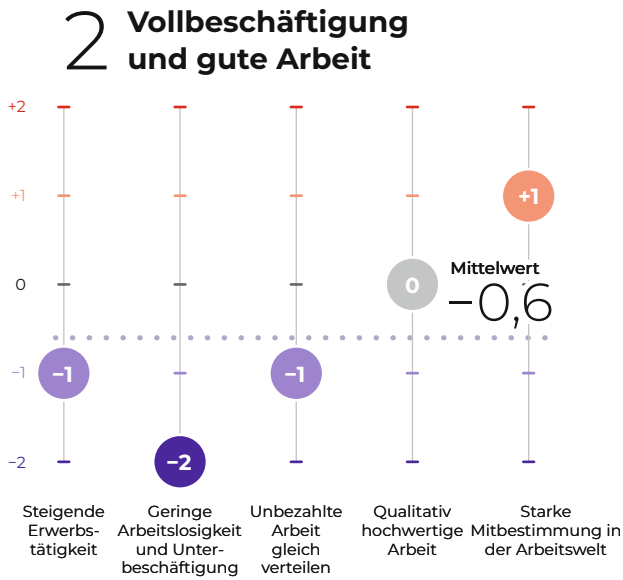 2
Vollbeschäftigung
und gute Arbeit
+2
+1
0
−1
−2
−1
−2
−1
0
+1
Mittelwert
−0,6
Steigende
Erwerbs-
tätigkeit
Geringe
Arbeitslosigkeit
und Unter-
beschäftigung
Unbezahlte
Arbeit
gleich
verteilen
Qualitativ
hochwertige
Arbeit
Starke
Mitbestimmung in
der Arbeitswelt